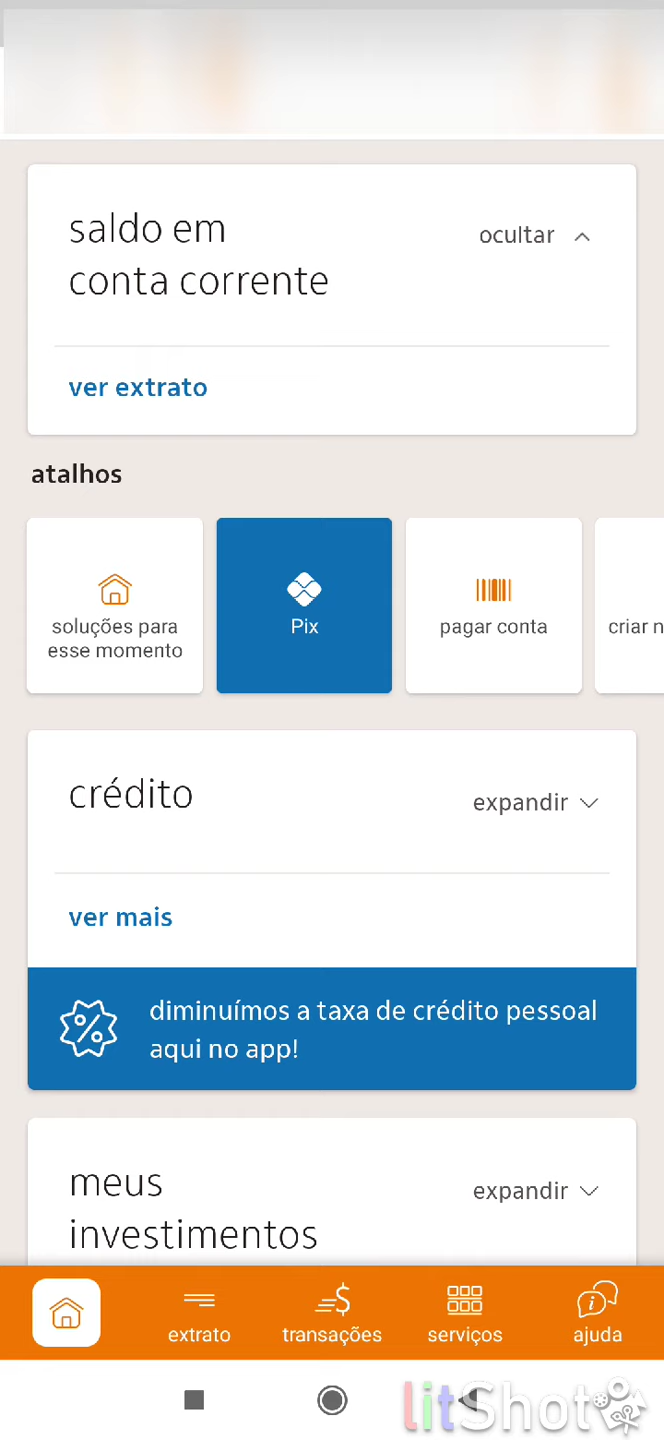 saldo em
conta corrente
ocultar
ver extrato
atalhos
soluções para
esse momento
Pix
pagar conta
criar n
crédito
expandir
ver mais
diminuímos a taxa de crédito pessoal
aqui no app!
meus
investimentos
expandir
extrato
transações
serviços
ajuda
litShot